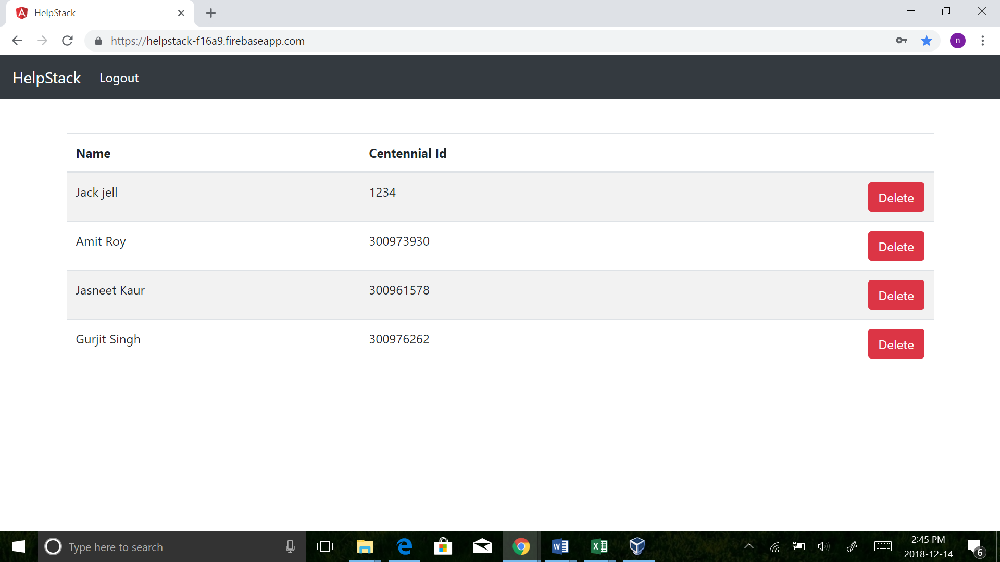 HelpStack
https://helpstack-f16a9.firebaseapp.com
n
HelpStack Logout
Name Centennial Id
Jack jell 1234 Delete
Amit Roy 300973930 Delete
Jasneet Kaur 300961578 Delete
Gurjit Singh 300976262 Delete
Type here to search
2:45 PM
2018-12-14
6